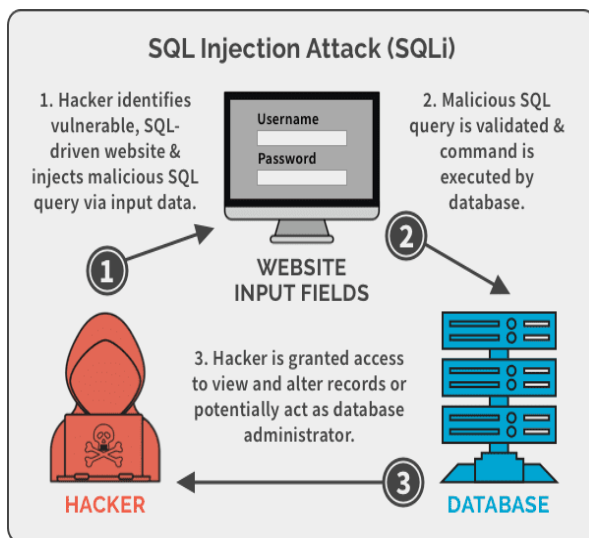 SQL Injection Attack (SQLi)
1. Hacker identifies
vulnerable, SQL-
driven website &
injects malicious SQL
query via input data.
Username
Password
2. Malicious SQL
query is validated &
command is
executed by
database.
1
2
WEBSITE
INPUT FIELDS
3. Hacker is granted access
to view and alter records or
potentially act as database
administrator.
3
HACKER
DATABASE